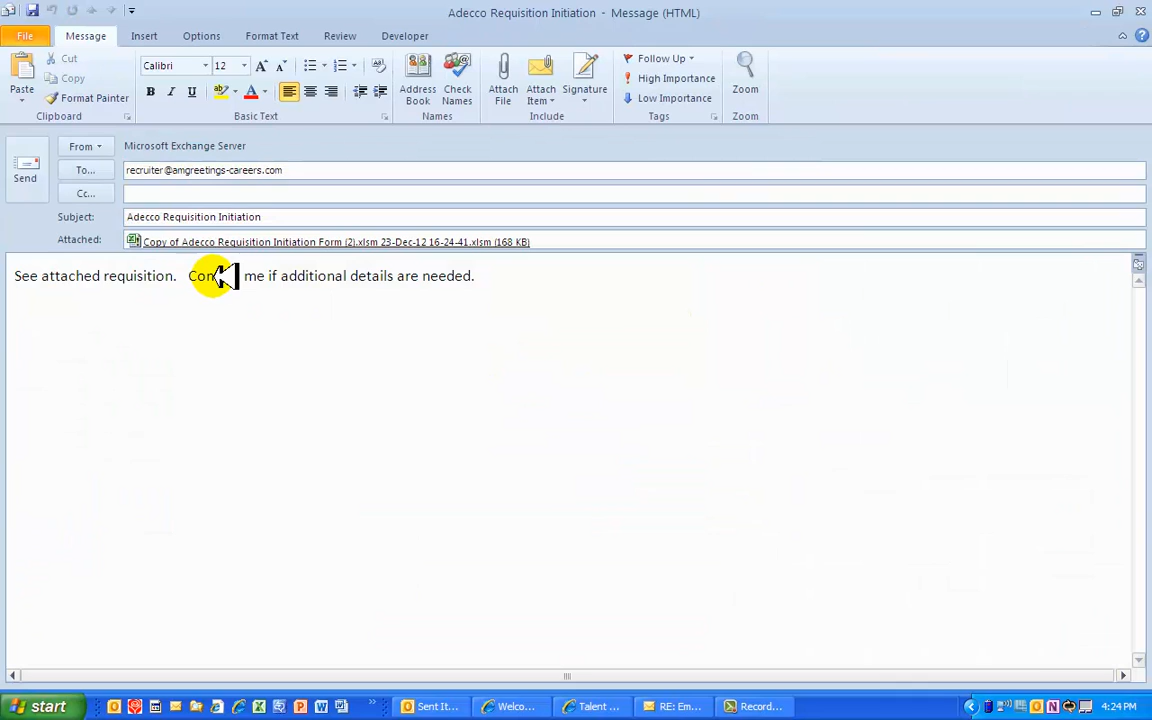 Adecco Requisition Initiation - Message (HTML)
File Message Insert Options Format Text Review Developer
Paste
Cut
Copy
Format Painter
Clipboard
Calibri 12
B I U ab A
Basic Text
Address Book
Check Names
Names
Attach File
Attach Item
Signature
Include
Follow Up
High Importance
Low Importance
Tags
Zoom
Zoom
Send
From Microsoft Exchange Server
To... recruiter@amgreetings-careers.com
Cc...
Subject: Adecco Requisition Initiation
Attached: Copy of Adecco Requisition Initiation Form (2).xlsm 23-Dec-12 16-24-41.xlsm (168 KB)
See attached requisition. me if additional details are needed.
start Sent It... Welco... Talent ... RE: Em... Record... 4:24 PM